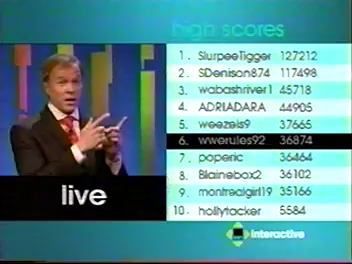 high scores
1. SlurpeeTigger 127212
2. SDenison874 117498
3. wabashriver1 45718
4. ADRIADARA 44905
5. weezeis9 37665
6. wwerules92 36874
7. poperic 36464
8. Blainebox2 36102
9. montrealgirl19 35166
10. hollytacker 5584
live
interactive